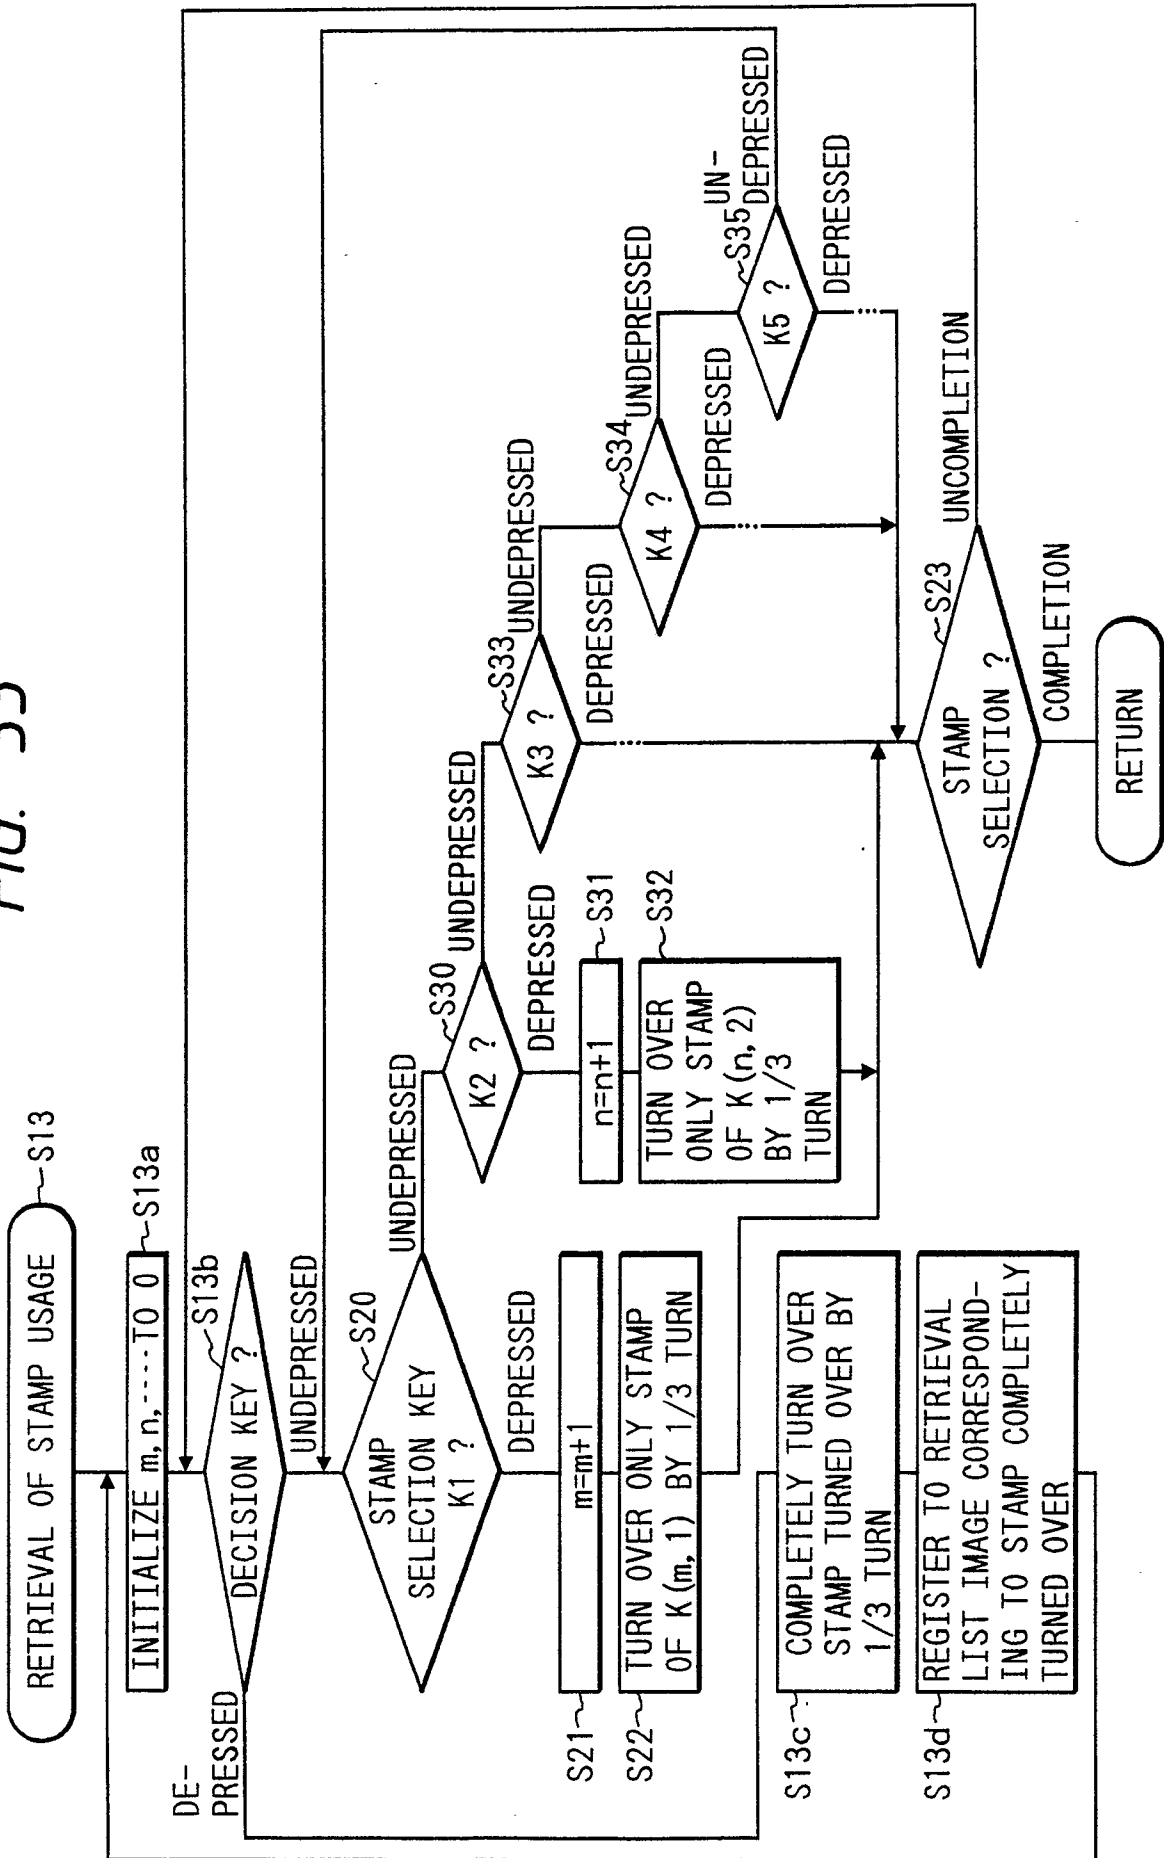 FIG. 35
RETRIEVAL OF STAMP USAGE
S13
INITIALIZE m, n, ----TO 0
S13a
DECISION KEY ?
S13b
DE-
PRESSED
UNDEPRESSED
STAMP
SELECTION KEY
K1 ?
S20
UNDEPRESSED
DEPRESSED
m=m+1
S21
TURN OVER ONLY STAMP
OF K(m, 1) BY 1/3 TURN
S22
COMPLETELY TURN OVER
STAMP TURNED OVER BY
1/3 TURN
S13c
REGISTER TO RETRIEVAL
LIST IMAGE CORRESPOND-
ING TO STAMP COMPLETELY
TURNED OVER
S13d
K2 ?
S30
UNDEPRESSED
DEPRESSED
n=n+1
S31
TURN OVER
ONLY STAMP
OF K(n, 2)
BY 1/3
TURN
S32
K3 ?
S33
UNDEPRESSED
DEPRESSED
K4 ?
S34
UNDEPRESSED
DEPRESSED
K5 ?
S35
UN-
DEPRESSED
DEPRESSED
STAMP
SELECTION ?
S23
UNCOMPLETION
COMPLETION
RETURN